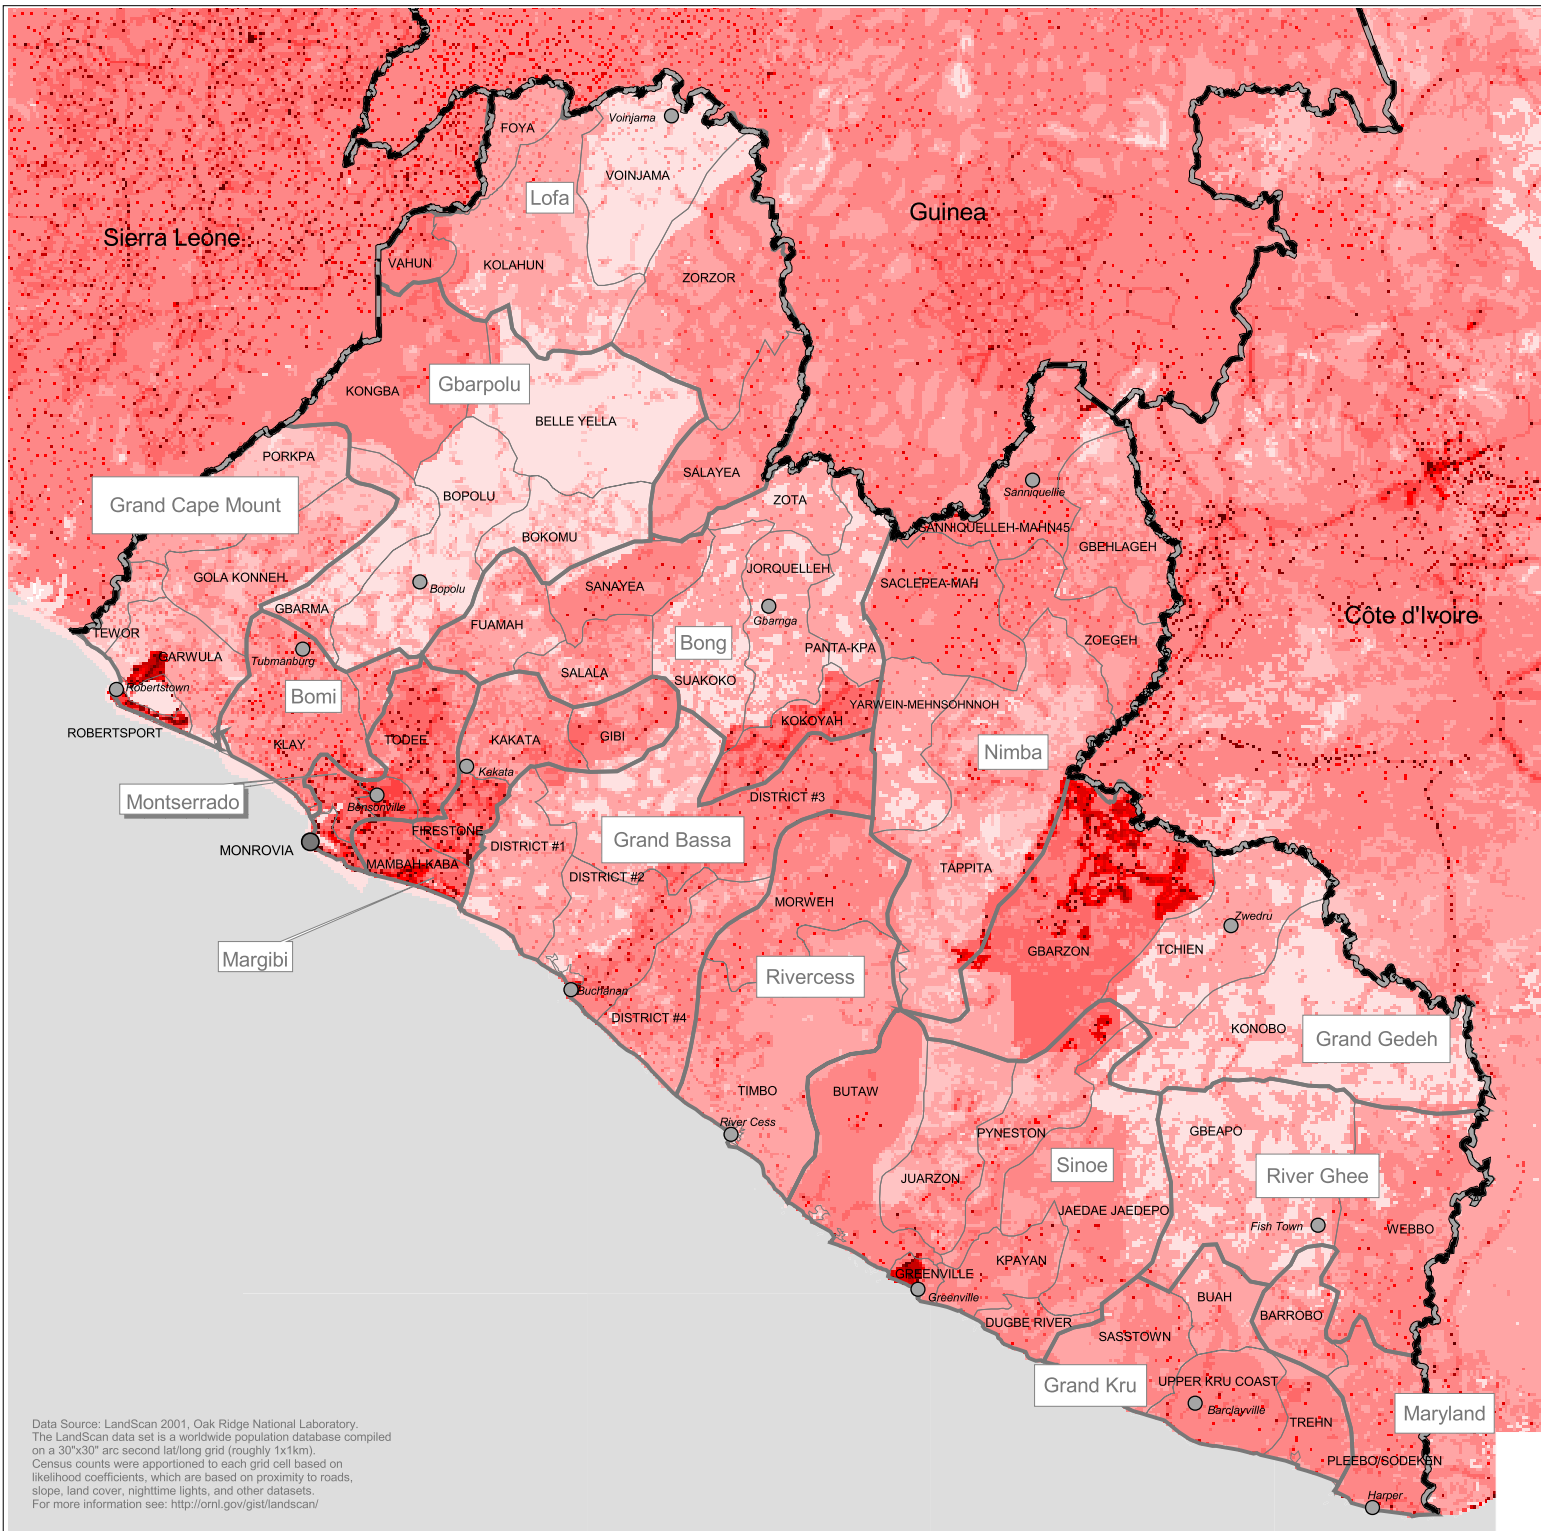 FOYA
Voinjama
VOINJAMA
Lofa
Guinea
Sierra Leone
VAHUN
KOLAHUN
ZORZOR
KONGBA
Gbarpolu
BELLE YELLA
PORKPA
SALAYEA
Grand Cape Mount
BOPOLU
ZOTA
Sanniquellie
SANNIQUELLEH-MAHN45
BOKOMU
GBEHLAGEH
GOLA KONNEH
Bopolu
SANAYEA
JORQUELLEH
SACLEPEA-MAH
GBARMA
Gbarnga
Côte d'Ivoire
TEWOR
FUAMAH
ZOEGEH
GARWULA
Tubmanburg
Bong
PANTA-KPA
SALALA
SUAKOKO
Robertstown
Bomi
YARWEIN-MEHNSOHNNOH
ROBERTSPORT
KOKOYAH
KLAY
TODEE
KAKATA
GIBI
Nimba
Kakata
Montserrado
Bensonville
DISTRICT #3
FIRESTONE
Grand Bassa
MONROVIA
DISTRICT #1
MAMBAH-KABA
DISTRICT #2
TAPPITA
MORWEH
Zwedru
Margibi
GBARZON
TCHIEN
Rivercess
Buchanan
DISTRICT #4
KONOBO
Grand Gedeh
TIMBO
BUTAW
River Cess
PYNESTON
GBEAPO
Sinoe
JUARZON
River Ghee
JAEDAE JAEDEPO
Fish Town
WEBBO
KPAYAN
GREENVILLE
Greenville
BUAH
DUGBE RIVER
BARROBO
SASSTOWN
Grand Kru
UPPER KRU COAST
Barclayville
Maryland
TREHN
PLEEBO/SODEKEN
Harper
Data Source: LandScan 2001, Oak Ridge National Laboratory.
The LandScan data set is a worldwide population database compiled
on a 30"x30" arc second lat/long grid (roughly 1x1km).
Census counts were apportioned to each grid cell based on
likelihood coefficients, which are based on proximity to roads,
slope, land cover, nighttime lights, and other datasets.
For more information see: http://ornl.gov/gist/landscan/